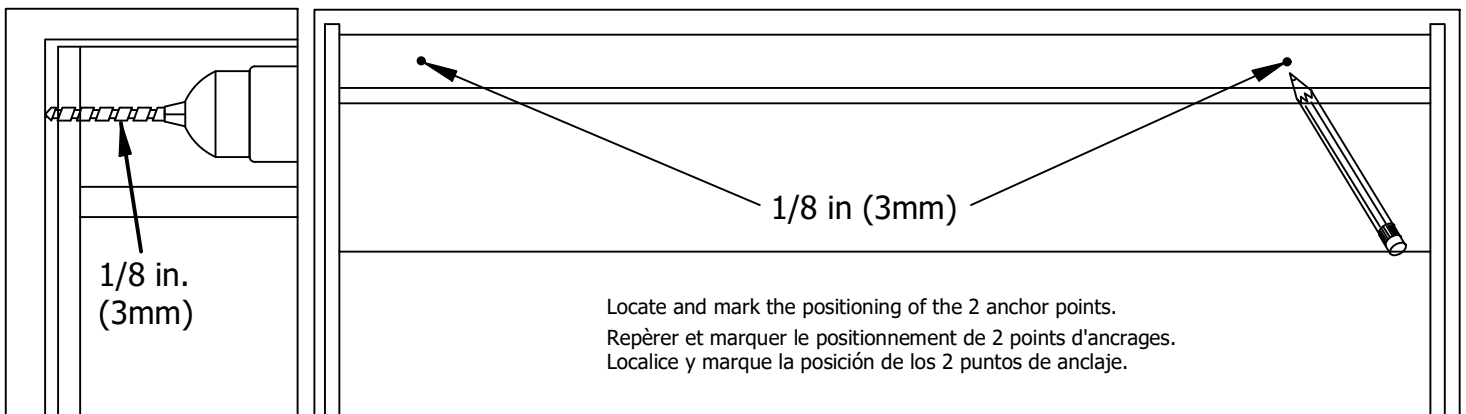 1/8 in.
(3mm)
1/8 in (3mm)
Locate and mark the positioning of the 2 anchor points.
Repèrer et marquer le positionnement de 2 points d'ancrages.
Localice y marque la posición de los 2 puntos de anclaje.